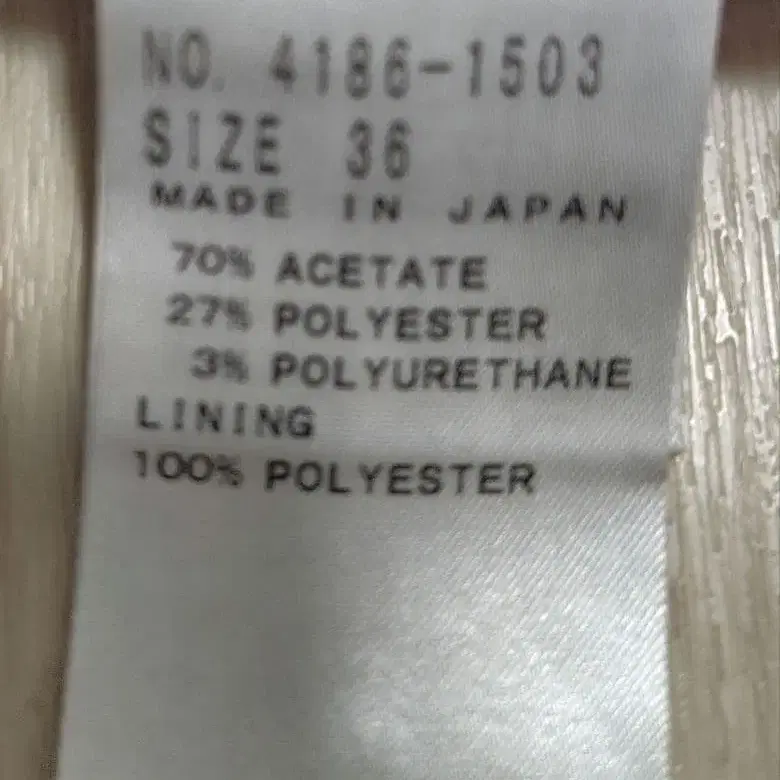 NO. 4186-1503
SIZE 36
MADE IN JAPAN
70% ACETATE
27% POLYESTER
3% POLYURETHANE
LINING
100% POLYESTER